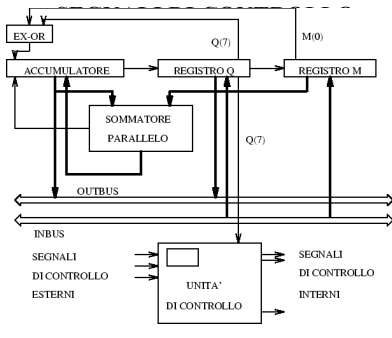 EX-OR
Q(7)
M(0)
ACCUMULATORE
REGISTRO Q
REGISTRO M
SOMMATORE
PARALLELO
Q(7)
OUTBUS
INBUS
SEGNALI
DI CONTROLLO
ESTERNI
UNITA'
DI CONTROLLO
SEGNALI
DI CONTROLLO
INTERNI